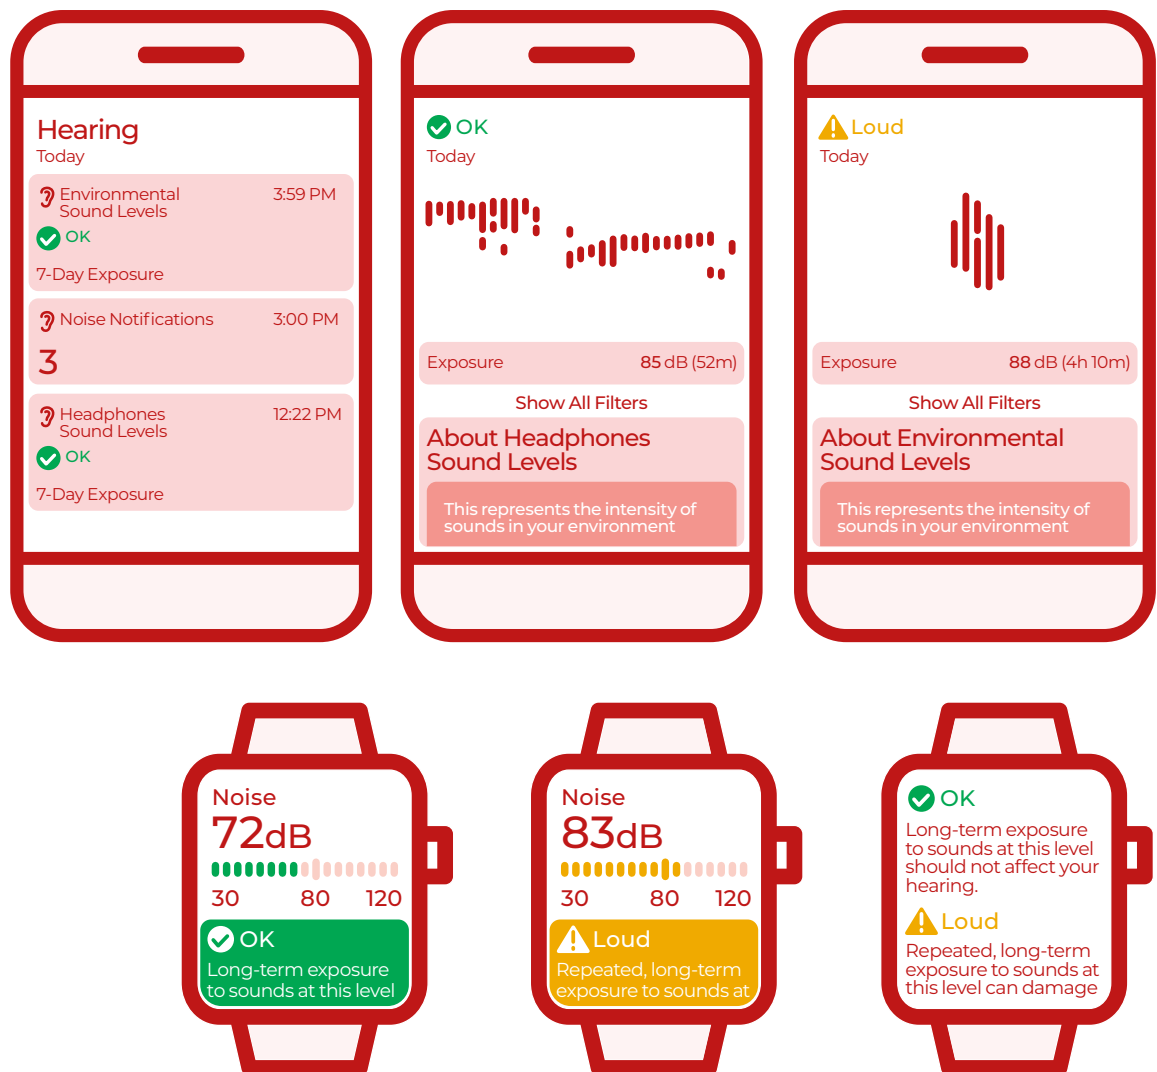 Hearing
Today
Environmental 3:59 PM
Sound Levels
OK
7-Day Exposure
Noise Notifications 3:00 PM
3
Headphones 12:22 PM
Sound Levels
OK
7-Day Exposure
OK
Today
Exposure 85 dB (52m)
Show All Filters
About Headphones
Sound Levels
This represents the intensity of
sounds in your environment
Loud
Today
Exposure 88 dB (4h 10m)
Show All Filters
About Environmental
Sound Levels
This represents the intensity of
sounds in your environment
Noise
72dB
30 80 120
OK
Long-term exposure
to sounds at this level
Noise
83dB
30 80 120
Loud
Repeated, long-term
exposure to sounds at
OK
Long-term exposure
to sounds at this level
should not affect your
hearing.
Loud
Repeated, long-term
exposure to sounds at
this level can damage